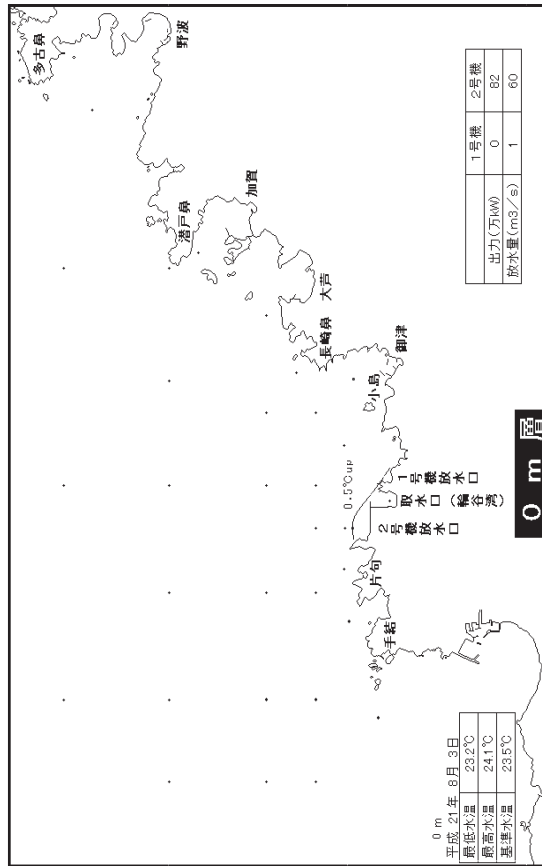 0 m
平成 21年 8月 3日
最低水温 23.2℃
最高水温 24.1℃
基準水温 23.5℃
多古鼻
野波
潜戸鼻
加賀
大芦
長崎鼻
御津
小島
0.5℃up
1号機放水口
取水口 (輪谷湾)
2号機放水口
片句
手結
0 m 層
1号機 2号機
出力(万kW) 0 82
放水量(m3/s) 1 60